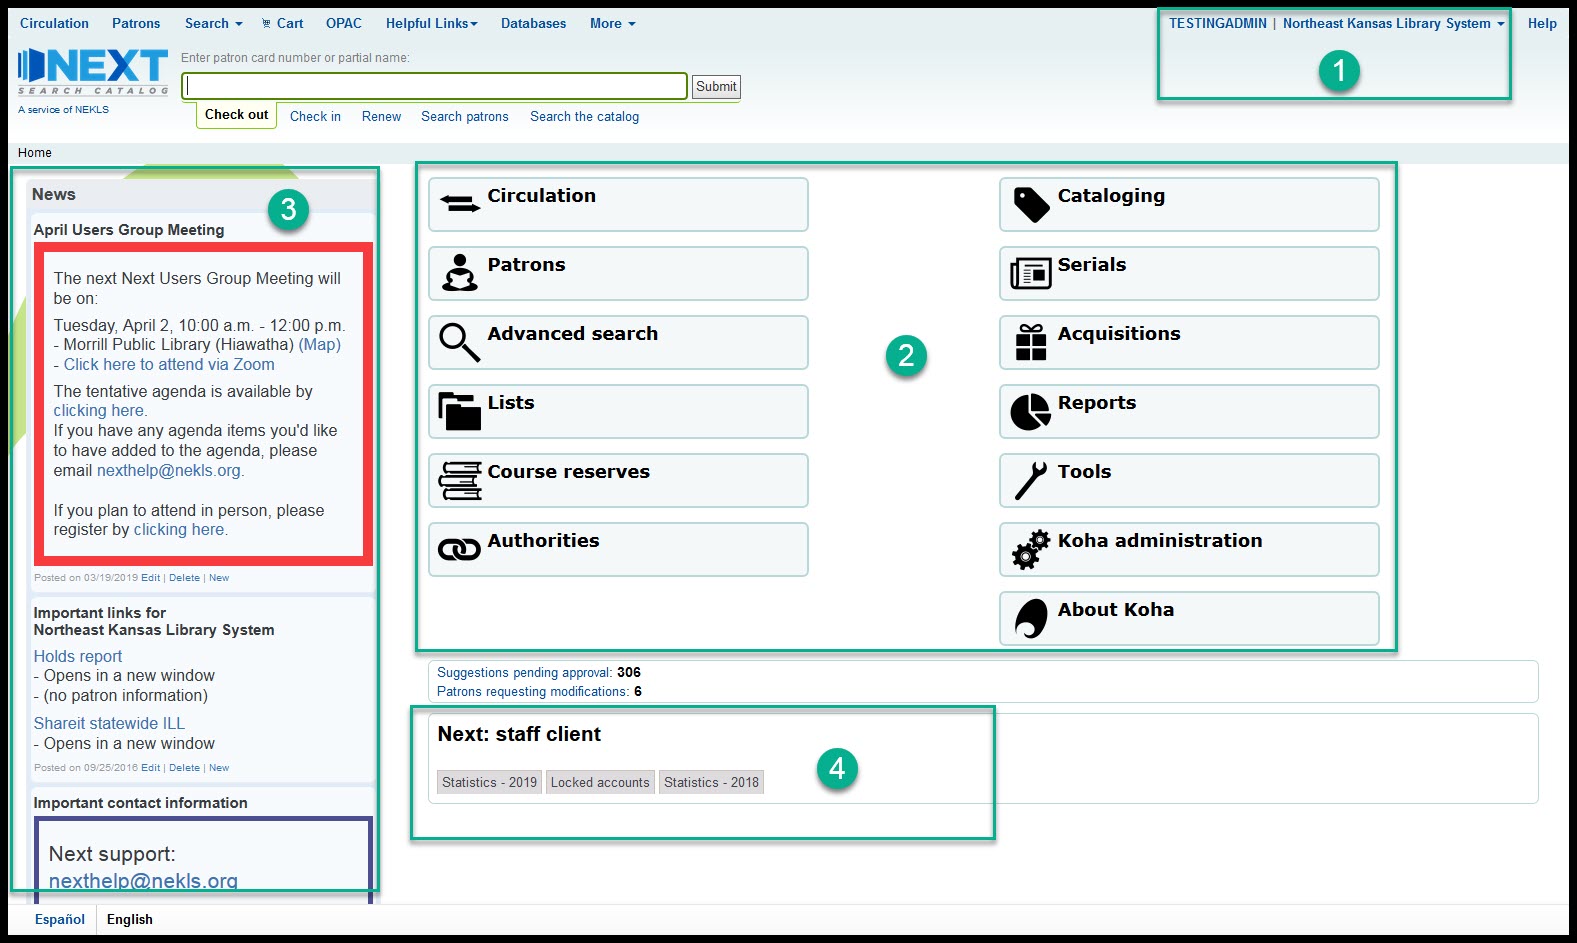 Circulation Patrons Search Cart OPAC Helpful Links Databases More TESTINGADMIN | Northeast Kansas Library System Help
1
NEXT
SEARCH CATALOG
A service of NEKLS
Enter patron card number or partial name:
Submit
Check out Check in Renew Search patrons Search the catalog
Home
3
News
April Users Group Meeting
The next Next Users Group Meeting will
be on:
Tuesday, April 2, 10:00 a.m. - 12:00 p.m.
- Morrill Public Library (Hiawatha) (Map)
- Click here to attend via Zoom
The tentative agenda is available by
clicking here.
If you have any agenda items you'd like
to have added to the agenda, please
email nexthelp@nekls.org.
If you plan to attend in person, please
register by clicking here.
Posted on 03/19/2019 Edit | Delete | New
Important links for
Northeast Kansas Library System
Holds report
- Opens in a new window
- (no patron information)
Shareit statewide ILL
- Opens in a new window
Posted on 09/25/2016 Edit | Delete | New
Important contact information
Next support:
nexthelp@nekls.org
2
Circulation
Patrons
Advanced search
Lists
Course reserves
Authorities
Cataloging
Serials
Acquisitions
Reports
Tools
Koha administration
About Koha
Suggestions pending approval: 306
Patrons requesting modifications: 6
Next: staff client
4
Statistics - 2019 Locked accounts Statistics - 2018
Español English